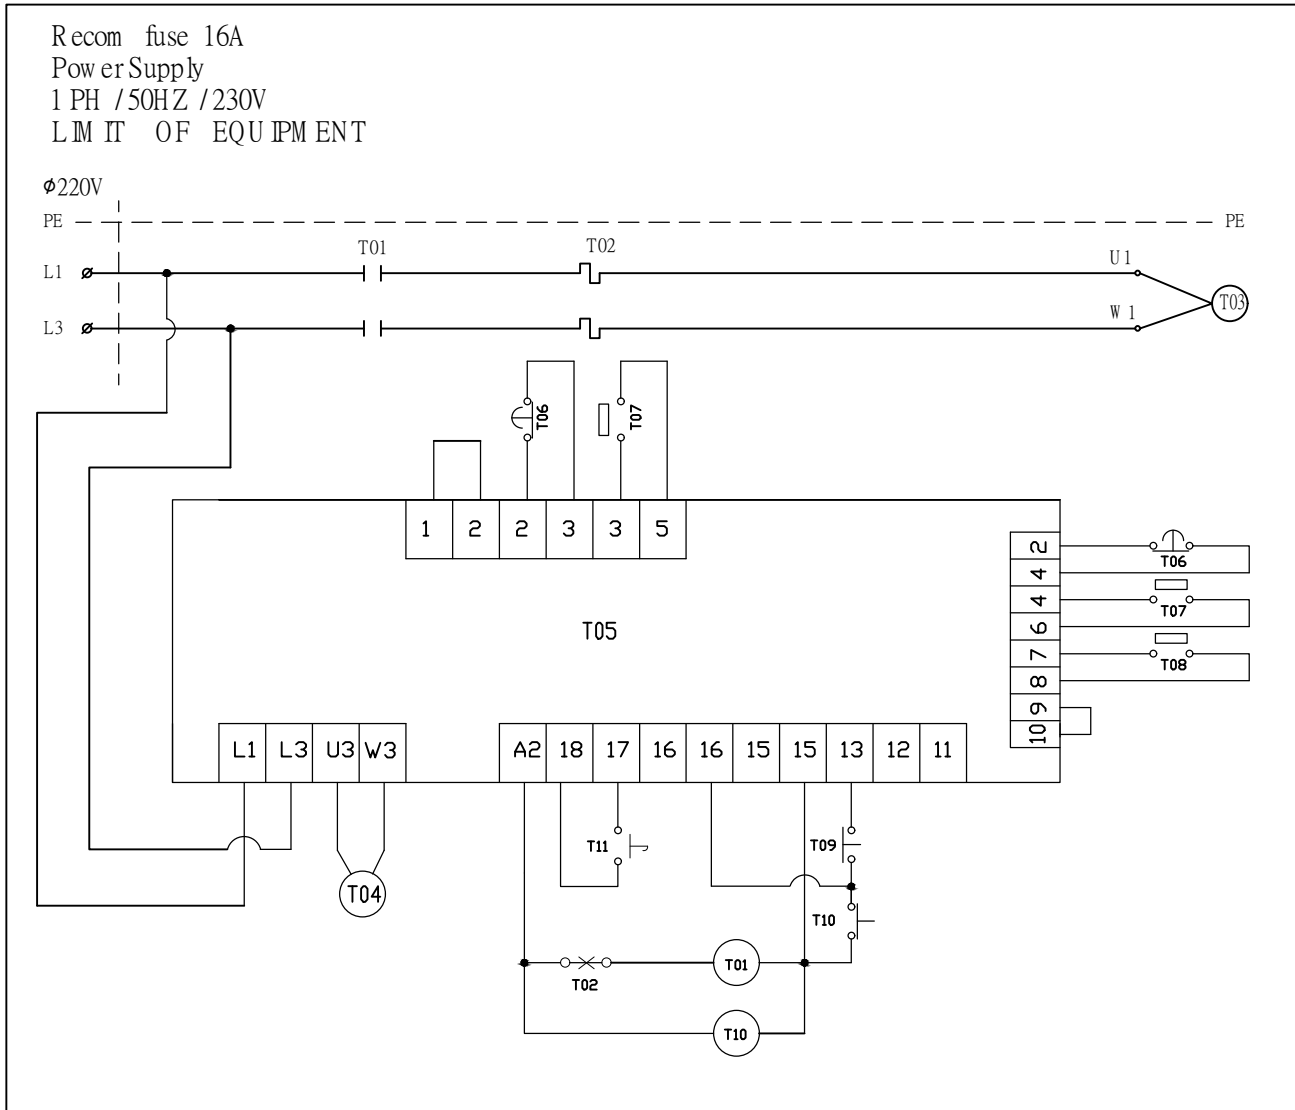 Recom fuse 16A
Power Supply
1 PH /50HZ /230V
LIMIT OF EQUIPMENT
φ220V
PE PE
T01 T02
L1 U1
T03
L3 W1
T06 T07
1 2 2 3 3 5
2
4
4
6
7
8
9
10
T06
T07
T08
T05
L1 L3 U3 W3 A2 18 17 16 16 15 15 13 12 11
T11 T09
T04
T10
T01
T02
T10